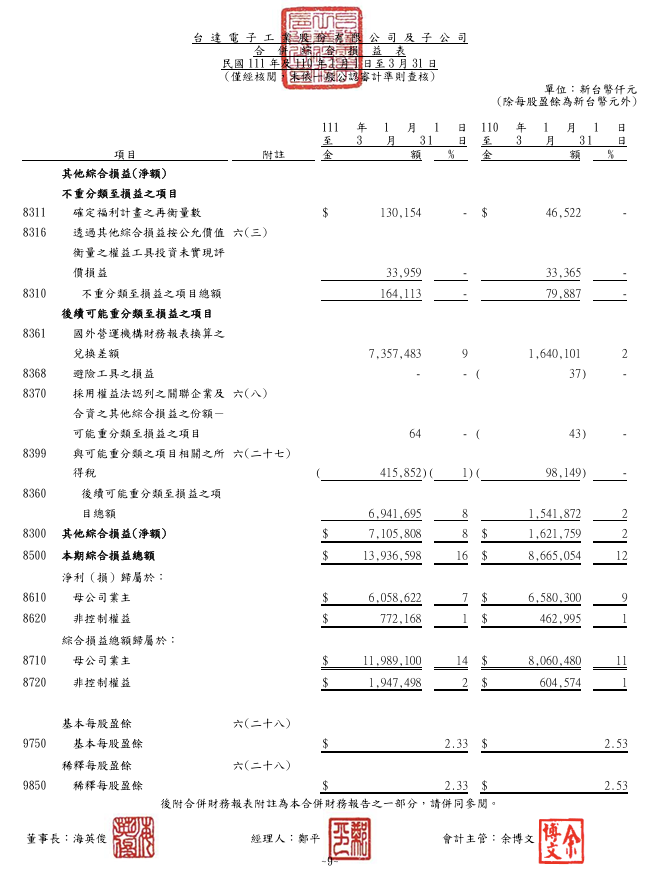 台達電子工業股份有限公司及子公司
合併綜合損益表
民國111年及110年1月1日至3月31日
(僅經核閱，未依一般公認審計準則查核)
單位：新台幣仟元
(除每股盈餘為新台幣元外)
111 年 1 月 1 日 110 年 1 月 1 日
至 3 月 31 日 至 3 月 31 日
項目 附註 金 額 % 金 額 %
其他綜合損益(淨額)
不重分類至損益之項目
8311 確定福利計畫之再衡量數 $ 130,154 - $ 46,522 -
8316 透過其他綜合損益按公允價值 六(三)
衡量之權益工具投資未實現評
價損益 33,959 - 33,365 -
8310 不重分類至損益之項目總額 164,113 - 79,887 -
後續可能重分類至損益之項目
8361 國外營運機構財務報表換算之
兌換差額 7,357,483 9 1,640,101 2
8368 避險工具之損益 - - ( 37) -
8370 採用權益法認列之關聯企業及 六(八)
合資之其他綜合損益之份額－
可能重分類至損益之項目 64 - ( 43) -
8399 與可能重分類之項目相關之所 六(二十七)
得稅 ( 415,852)( 1)( 98,149) -
8360 後續可能重分類至損益之項
目總額 6,941,695 8 1,541,872 2
8300 其他綜合損益(淨額) $ 7,105,808 8 $ 1,621,759 2
8500 本期綜合損益總額 $ 13,936,598 16 $ 8,665,054 12
淨利（損）歸屬於：
8610 母公司業主 $ 6,058,622 7 $ 6,580,300 9
8620 非控制權益 $ 772,168 1 $ 462,995 1
綜合損益總額歸屬於：
8710 母公司業主 $ 11,989,100 14 $ 8,060,480 11
8720 非控制權益 $ 1,947,498 2 $ 604,574 1
基本每股盈餘 六(二十八)
9750 基本每股盈餘 $ 2.33 $ 2.53
稀釋每股盈餘 六(二十八)
9850 稀釋每股盈餘 $ 2.33 $ 2.53
後附合併財務報表附註為本合併財務報告之一部分，請併同參閱。
董事長：海英俊 經理人：鄭平 會計主管：余博文
余博文
-9-